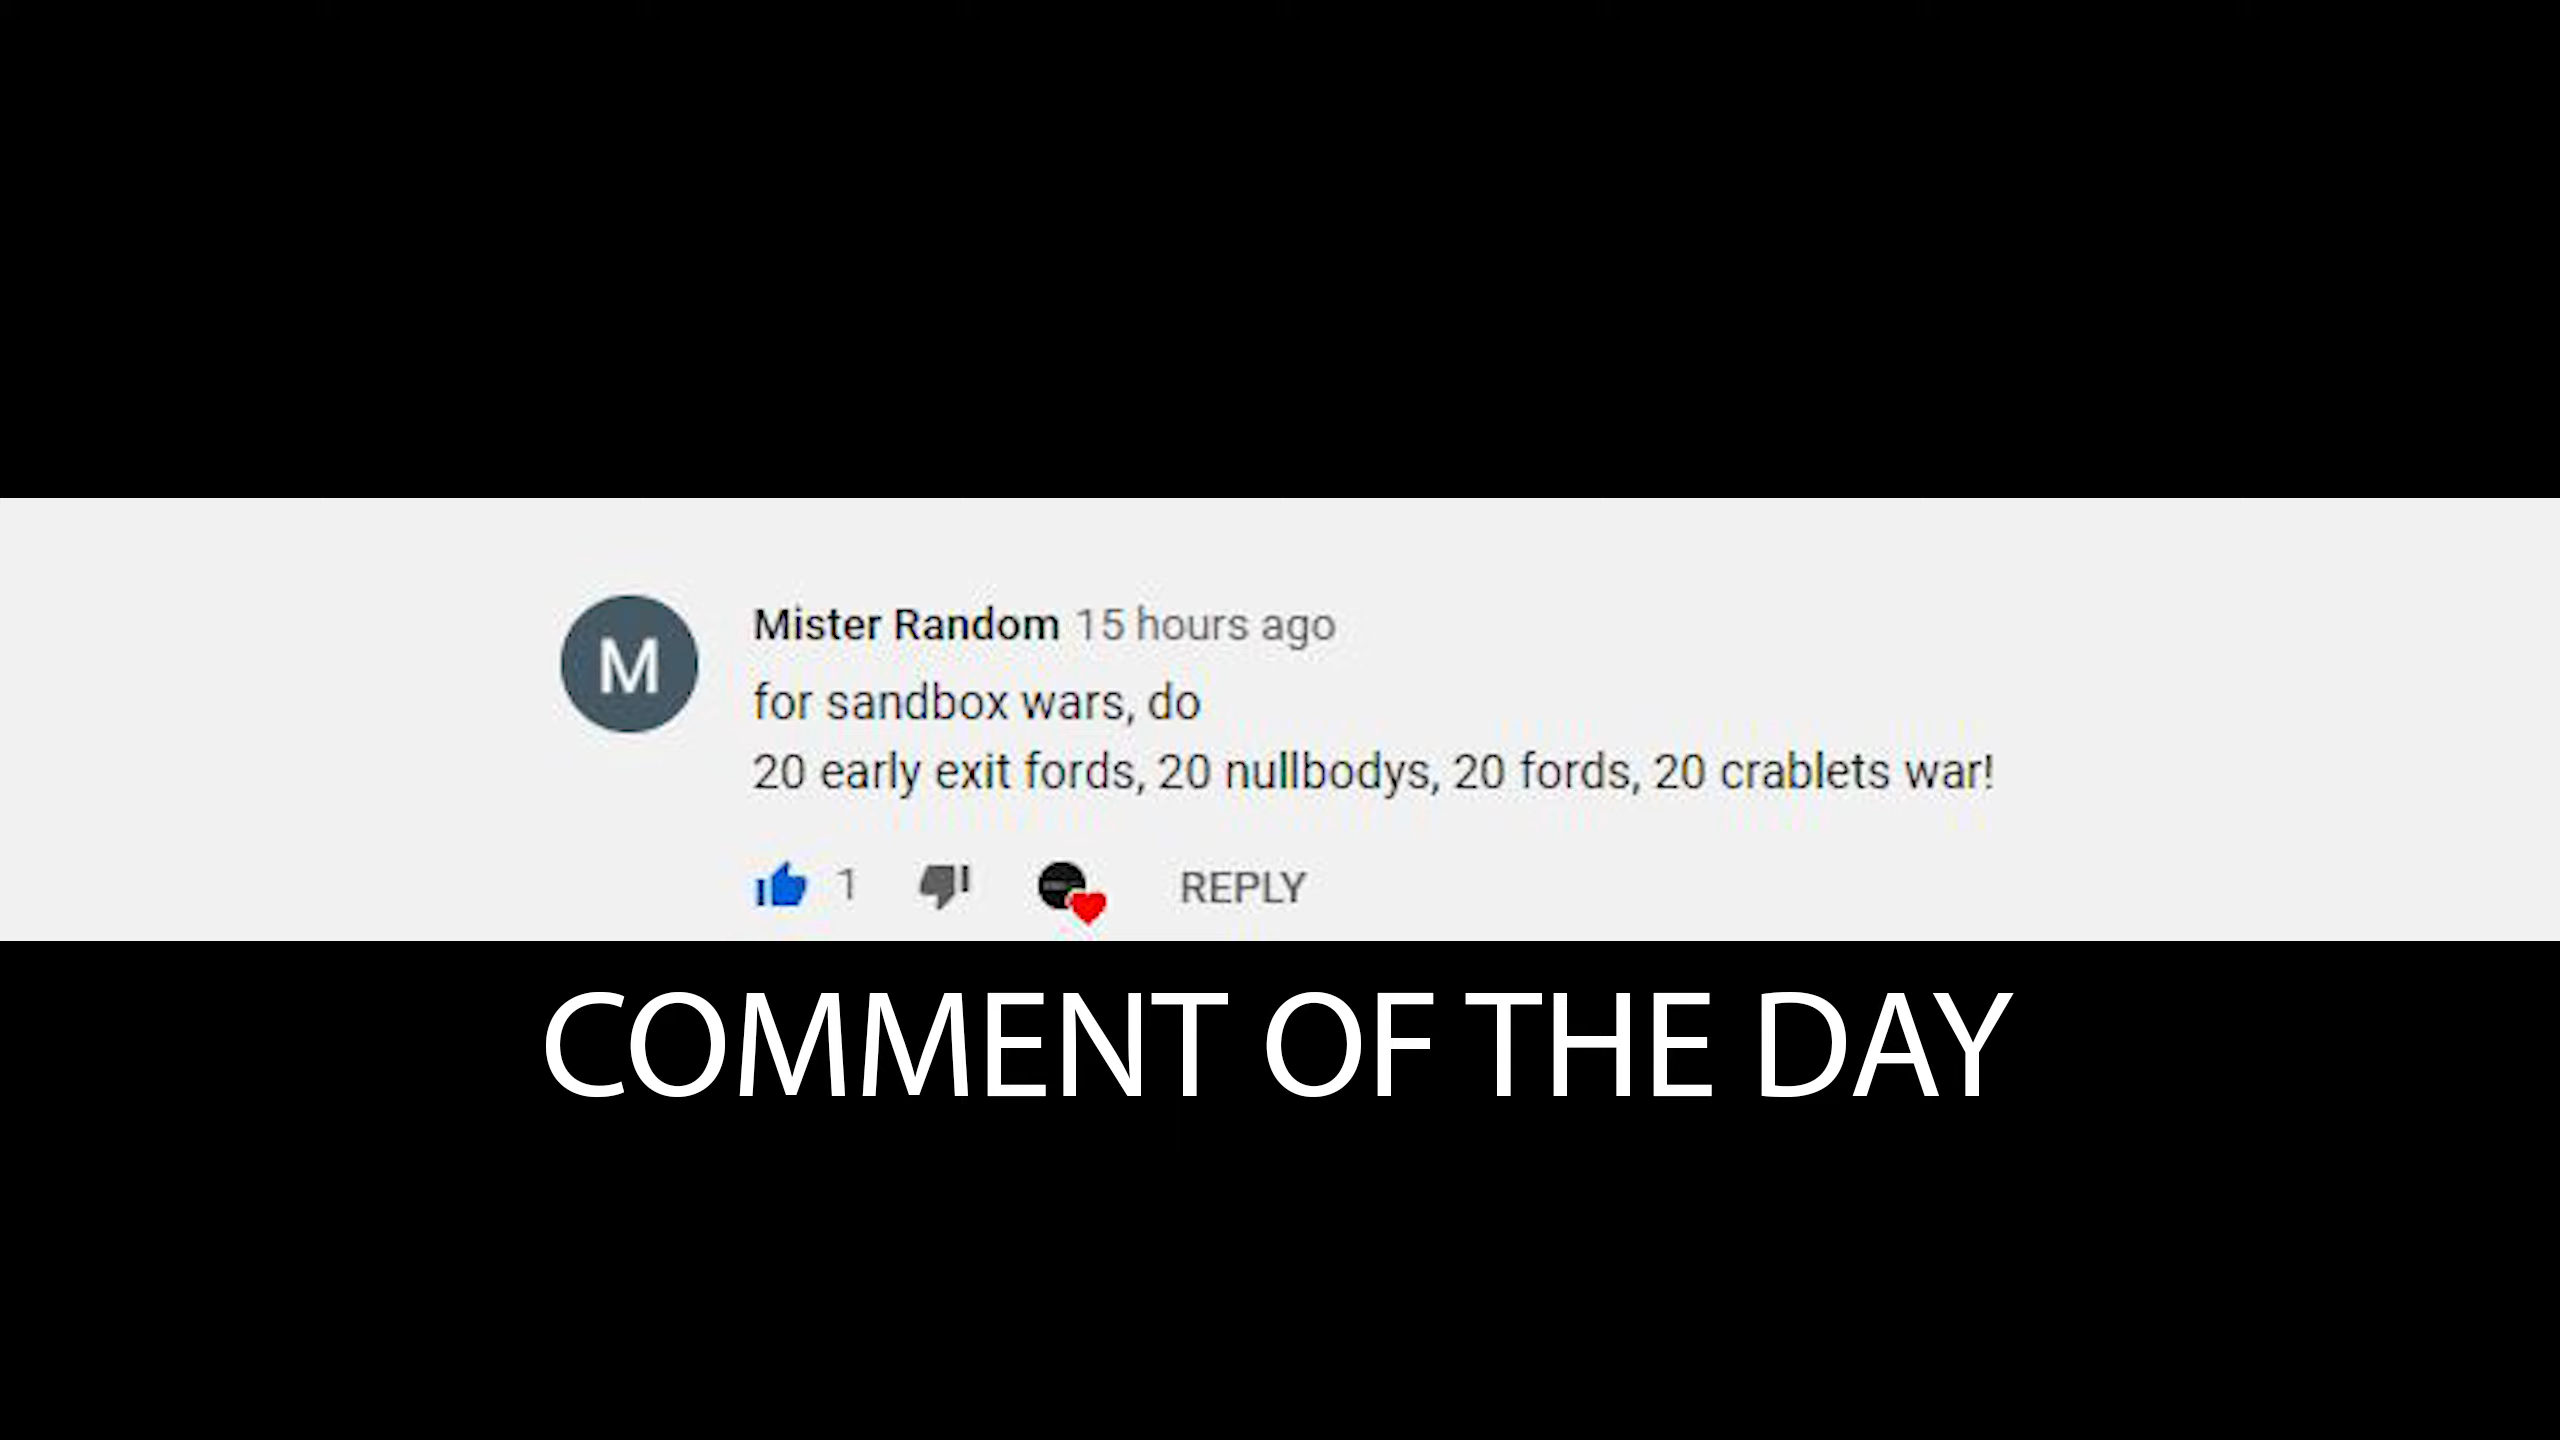 M
Mister Random 15 hours ago
for sandbox wars, do
20 early exit fords, 20 nullbodys, 20 fords, 20 crablets war!
1 REPLY
COMMENT OF THE DAY